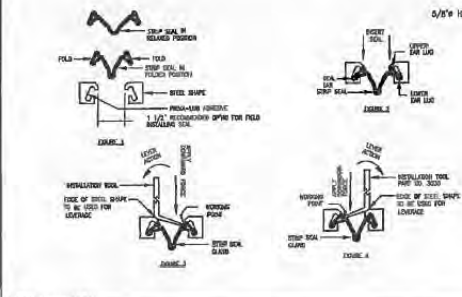 5/8"ø H
STRIP SEAL IN
RELAXED POSITION
FOLD
FOLD
STRIP SEAL IN
FOLDED POSITION
STEEL SHAPE
PRIMA-LUB ADHESIVE
1 1/2" RECOMMENDED OP'NG FOR FIELD
INSTALLING SEAL
FIGURE 1
INSERT
SEAL
UPPER
EAR LUG
SEAL
EAR
STRIP SEAL
LOWER
EAR LUG
FIGURE 2
LEVER
ACTION
INSTALLATION TOOL
EDGE OF STEEL SHAPE
TO BE USED FOR
LEVERAGE
WORKING
POINT
STRIP SEAL
GLAND
FIGURE 3
LEVER
ACTION
INSTALLATION TOOL
EDGE OF STEEL SHAPE
TO BE USED FOR
LEVERAGE
WORKING
POINT
STRIP SEAL
GLAND
FIGURE 4